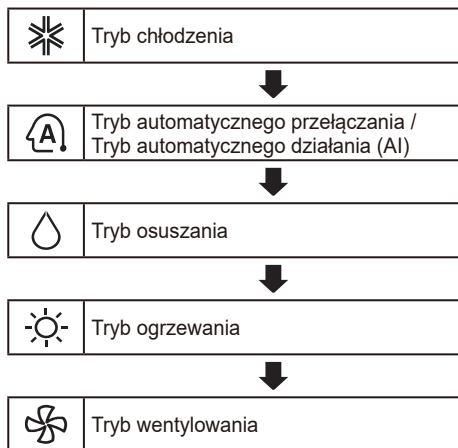 Tryb chłodzenia
A
Tryb automatycznego przełączania /
Tryb automatycznego działania (AI)
Tryb osuszania
Tryb ogrzewania
Tryb wentylowania